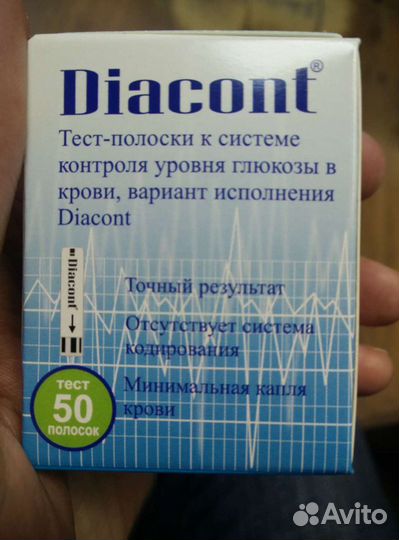 Diacont®
Тест-полоски к системе
контроля уровня глюкозы в
крови, вариант исполнения
Diacont
Diacont
Точный результат
Отсутствует система
кодирования
Минимальная капля
крови
тест
50
полосок
Avito